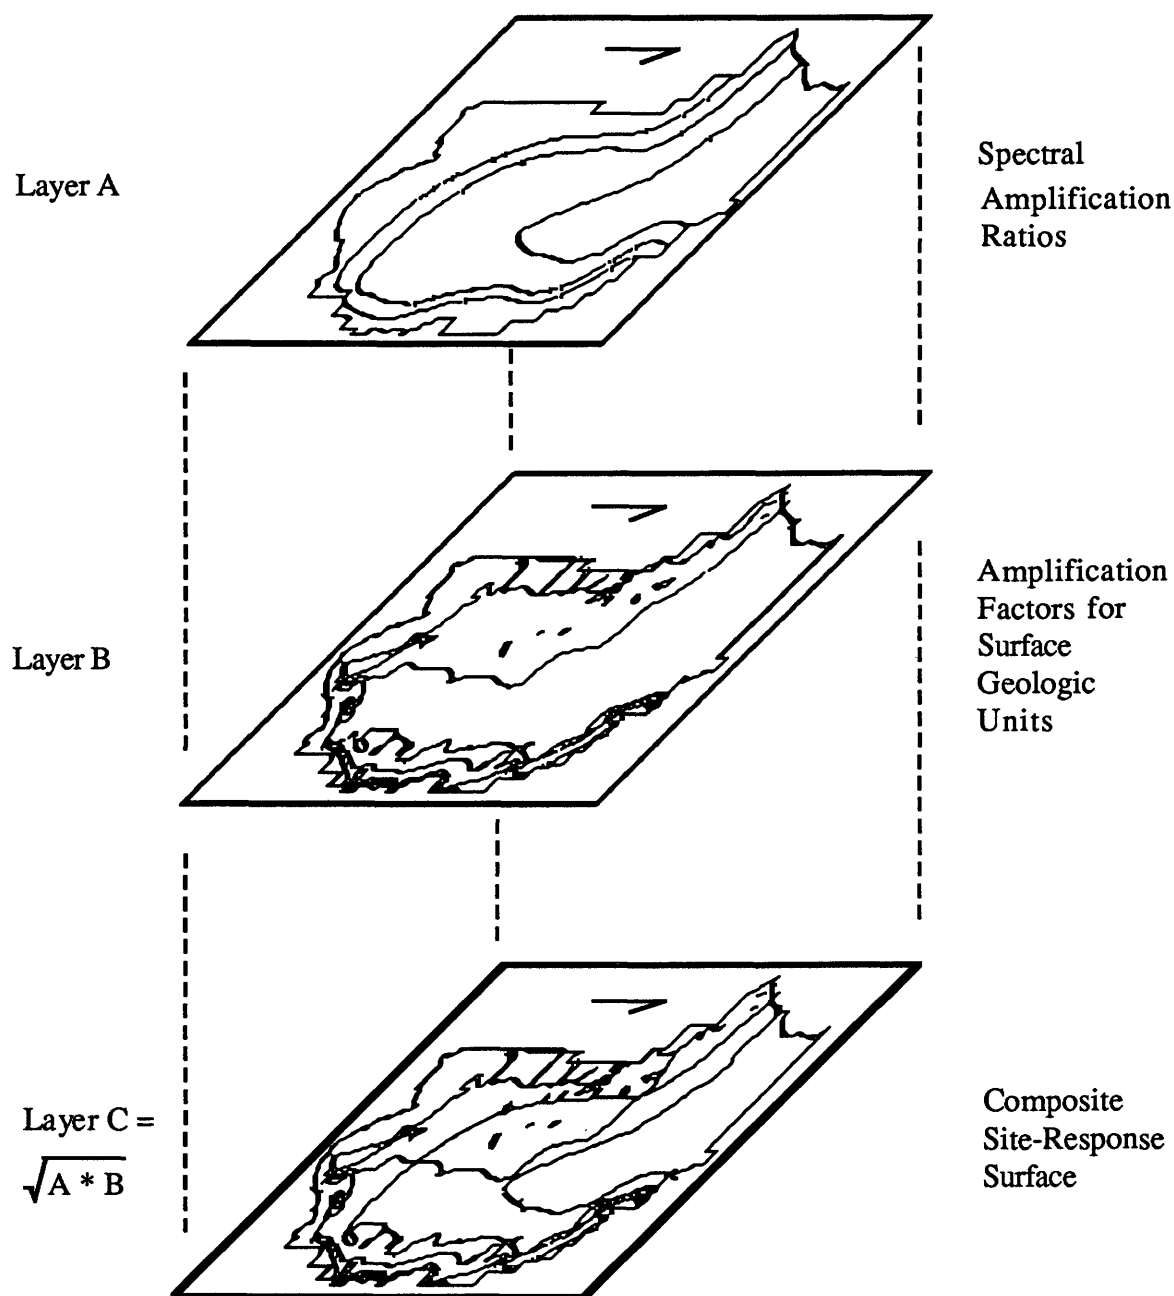 Layer A
Spectral
Amplification
Ratios
Layer B
Amplification
Factors for
Surface
Geologic
Units
Layer C =
√A * B
Composite
Site-Response
Surface